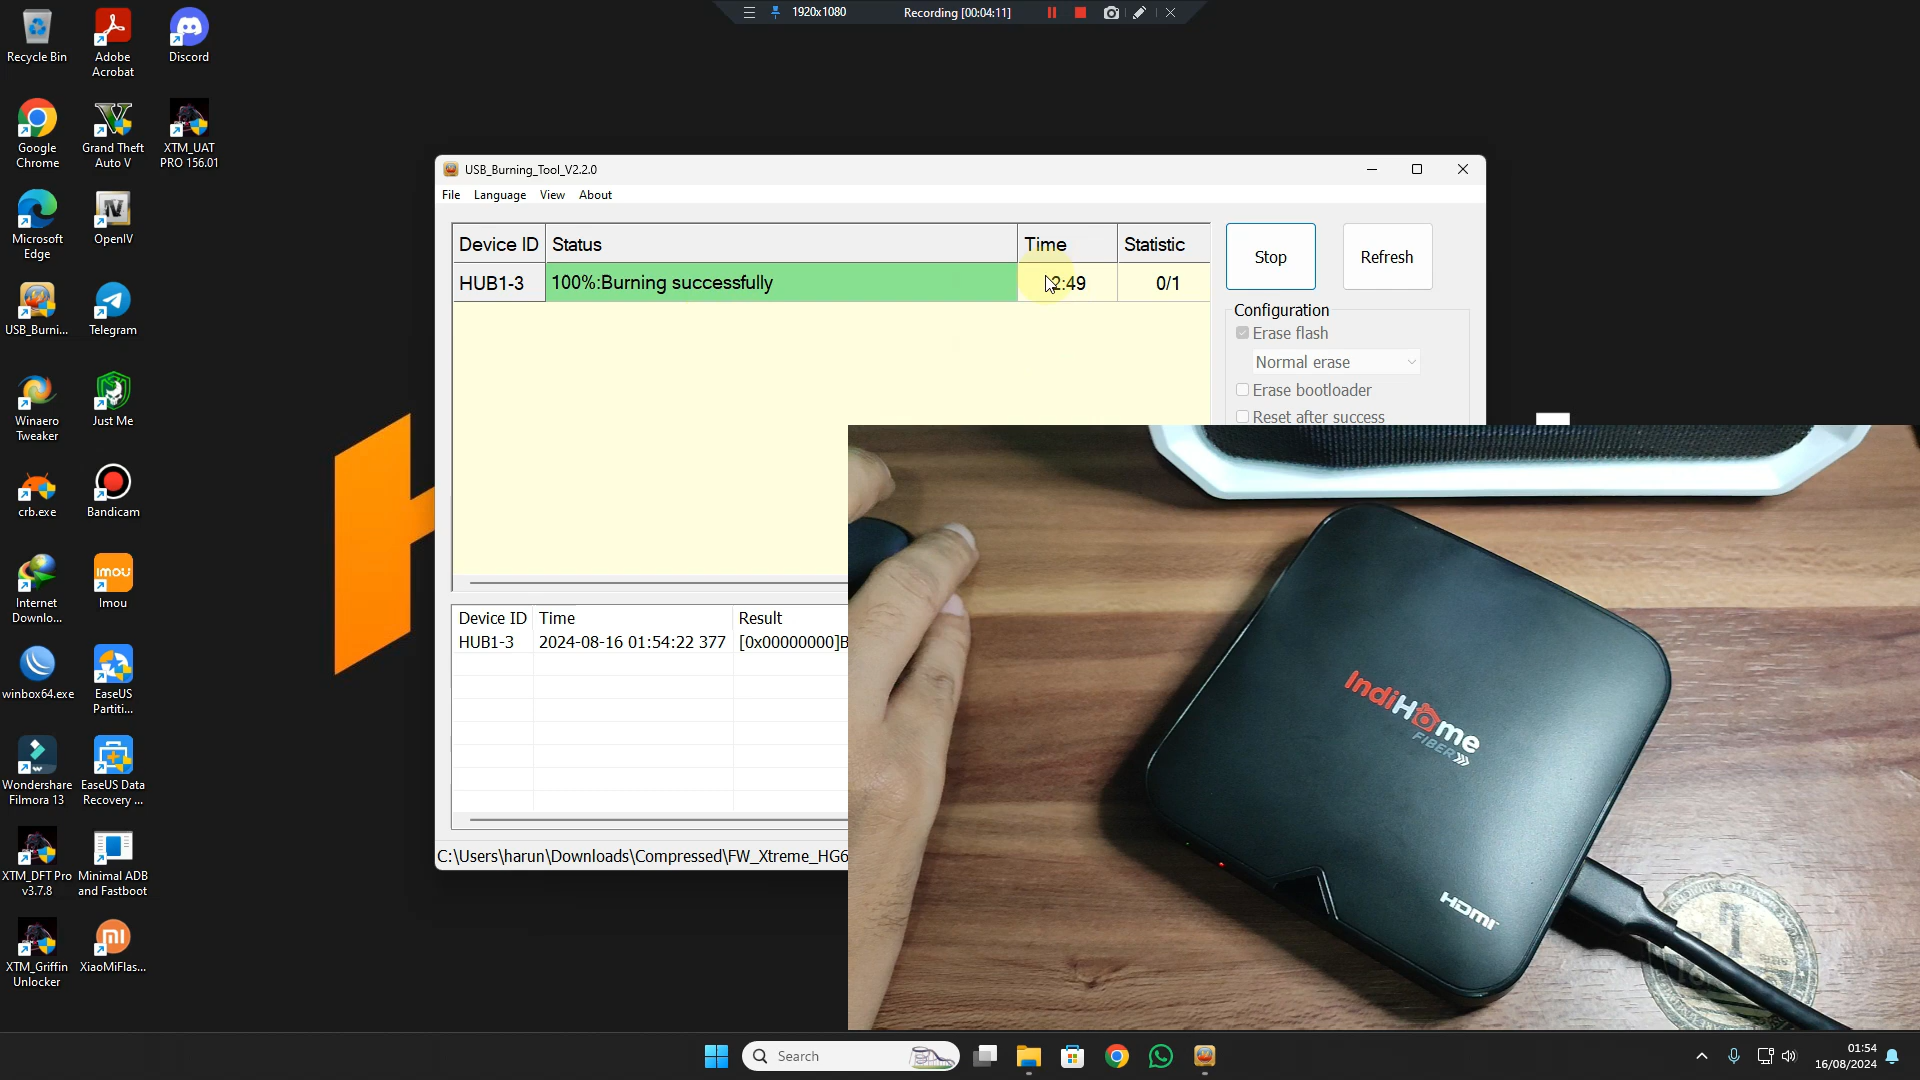 1920x1080
Recording [00:04:11]
Recycle Bin
Adobe
Acrobat
Discord
Google
Chrome
Grand Theft
Auto V
XTM_UAT
PRO 156.01
Microsoft
Edge
OpenIV
USB_Burni...
Telegram
Winaero
Tweaker
Just Me
crb.exe
Bandicam
Internet
Downlo...
imou
Imou
winbox64.exe
EaseUS
Partiti...
Wondershare
Filmora 13
EaseUS Data
Recovery ...
XTM_DFT Pro
v3.7.8
Minimal ADB
and Fastboot
XTM_Griffin
Unlocker
XiaoMiFlas...
USB_Burning_Tool_V2.2.0
File Language View About
Device ID Status Time Statistic
HUB1-3 100%:Burning successfully 2:49 0/1
Stop
Refresh
Configuration
Erase flash
Normal erase
Erase bootloader
Reset after success
Device ID Time Result
HUB1-3 2024-08-16 01:54:22 377 [0x00000000]B
C:\Users\harun\Downloads\Compressed\FW_Xtreme_HG6
IndiHome
FIBER
HDMI
Search
01:54
16/08/2024